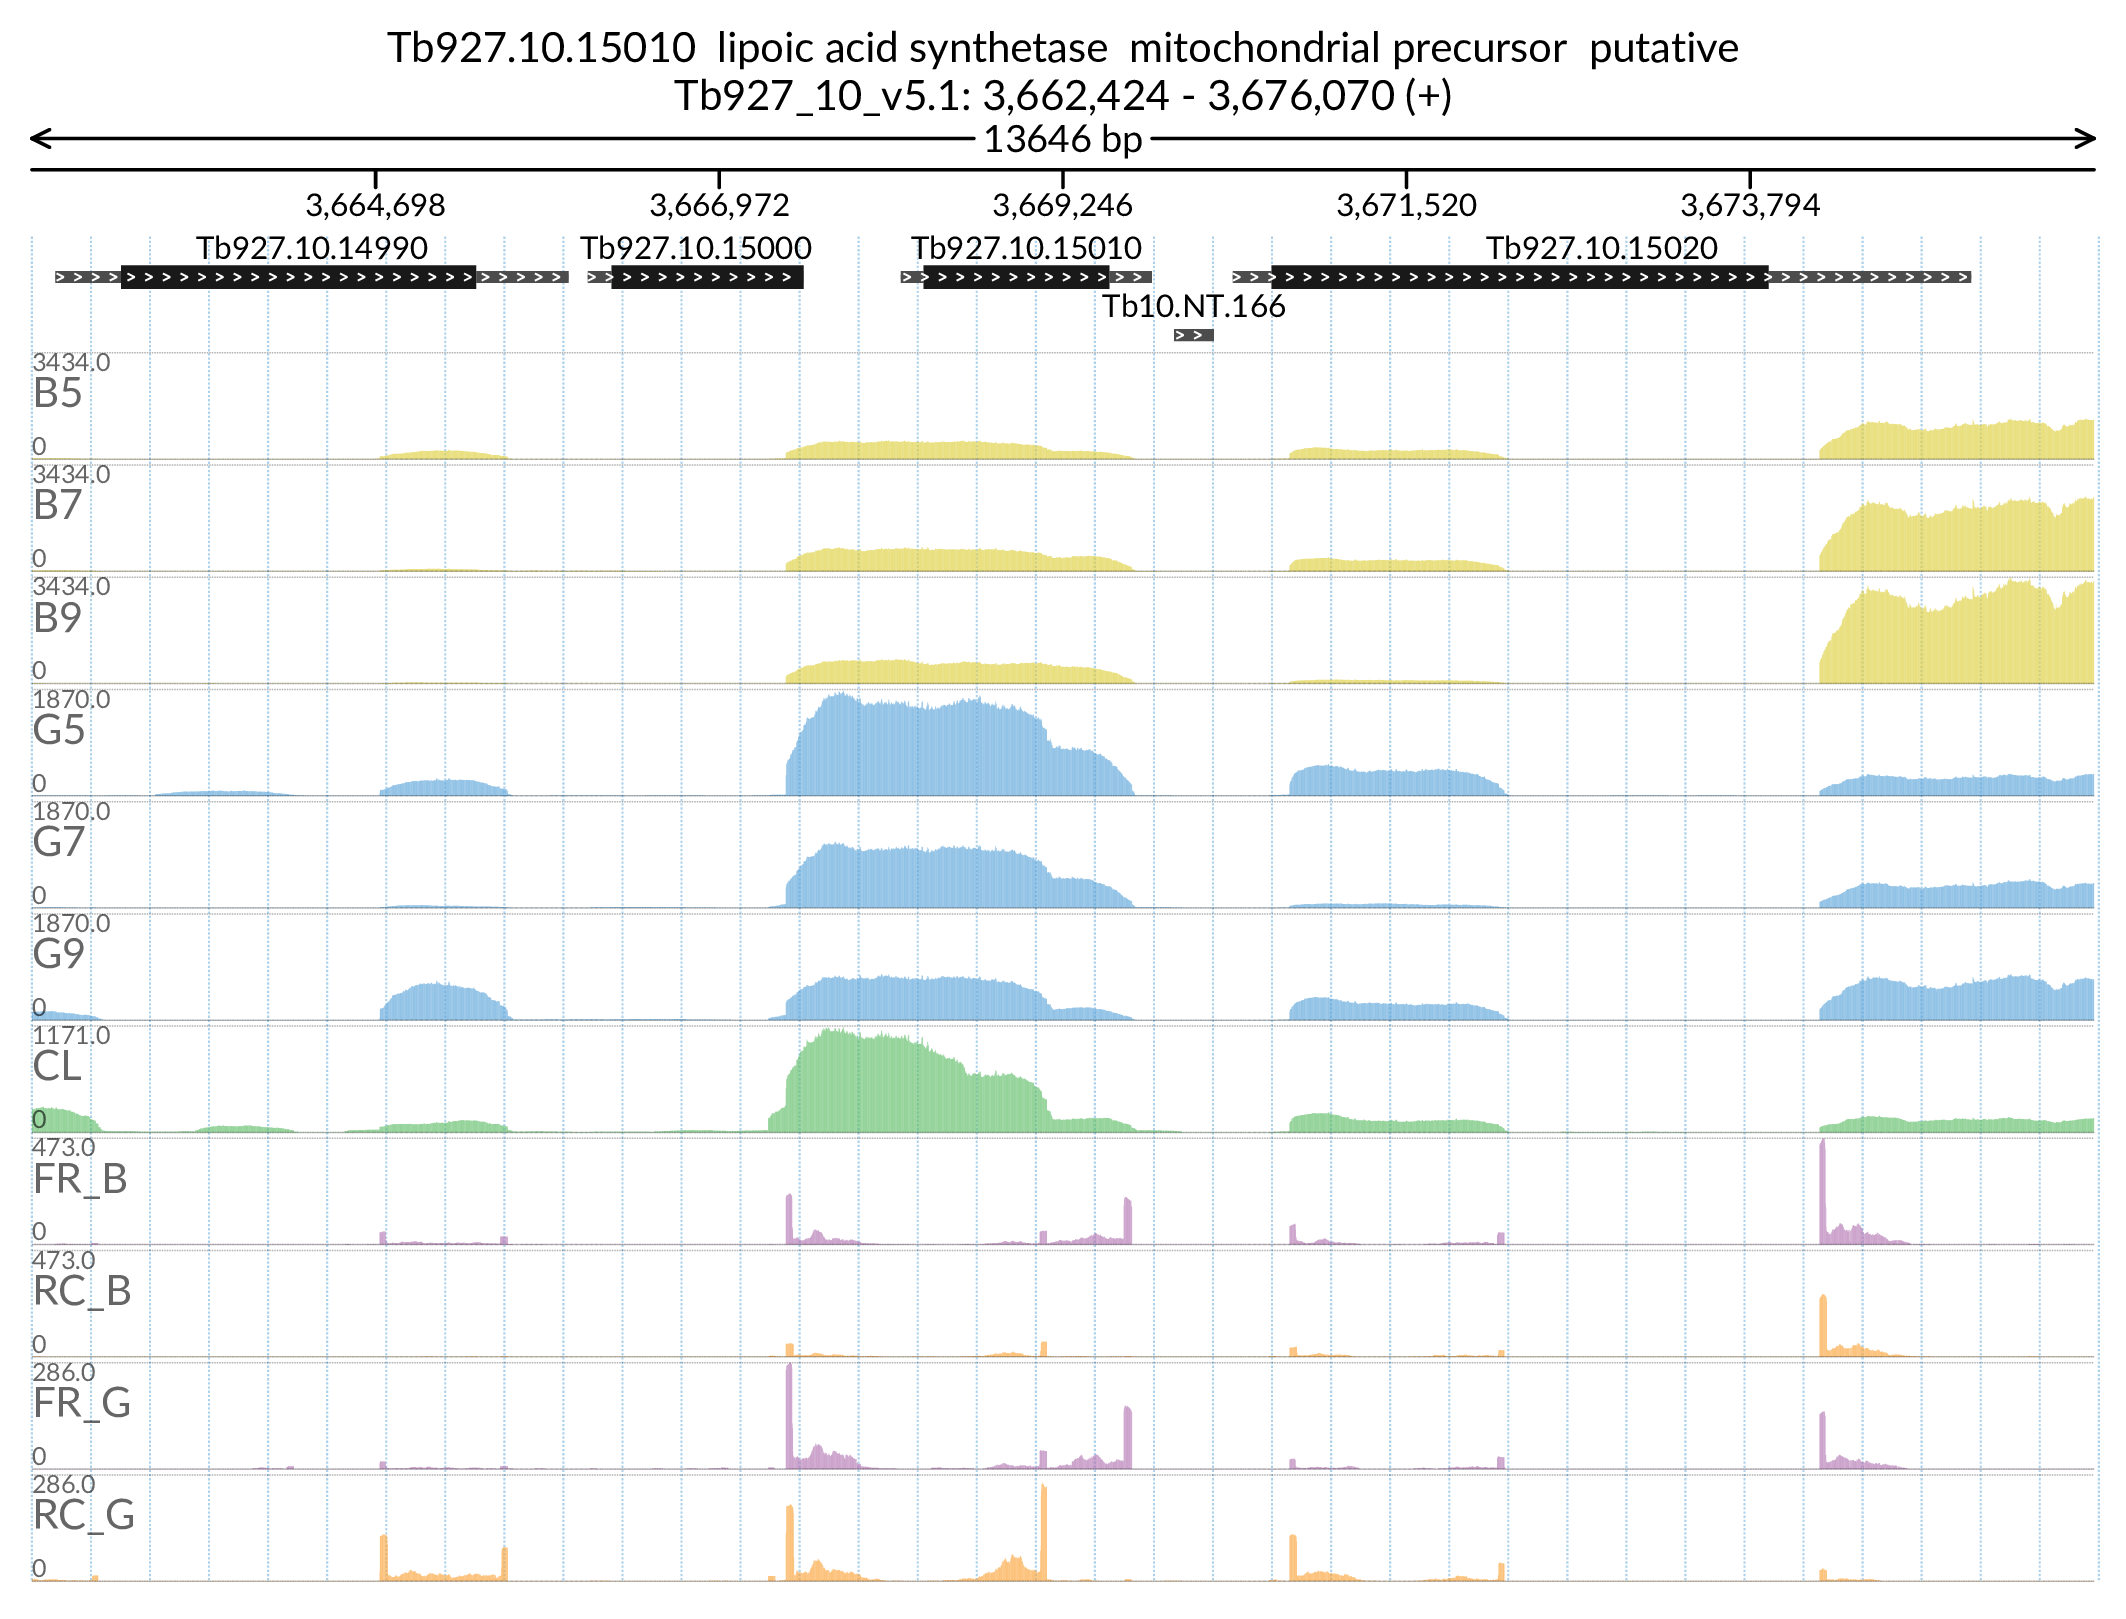 Tb927.10.15010  lipoic acid synthetase  mitochondrial precursor  putative
Tb927_10_v5.1: 3,662,424 - 3,676,070 (+)
13646 bp
3,664,698 3,666,972 3,669,246 3,671,520 3,673,794
Tb927.10.14990 Tb927.10.15000 Tb927.10.15010 Tb927.10.15020
Tb10.NT.166
3434.0
B5
0
3434.0
B7
0
3434.0
B9
0
1870.0
G5
0
1870.0
G7
0
1870.0
G9
0
1171.0
CL
0
473.0
FR_B
0
473.0
RC_B
0
286.0
FR_G
0
286.0
RC_G
0